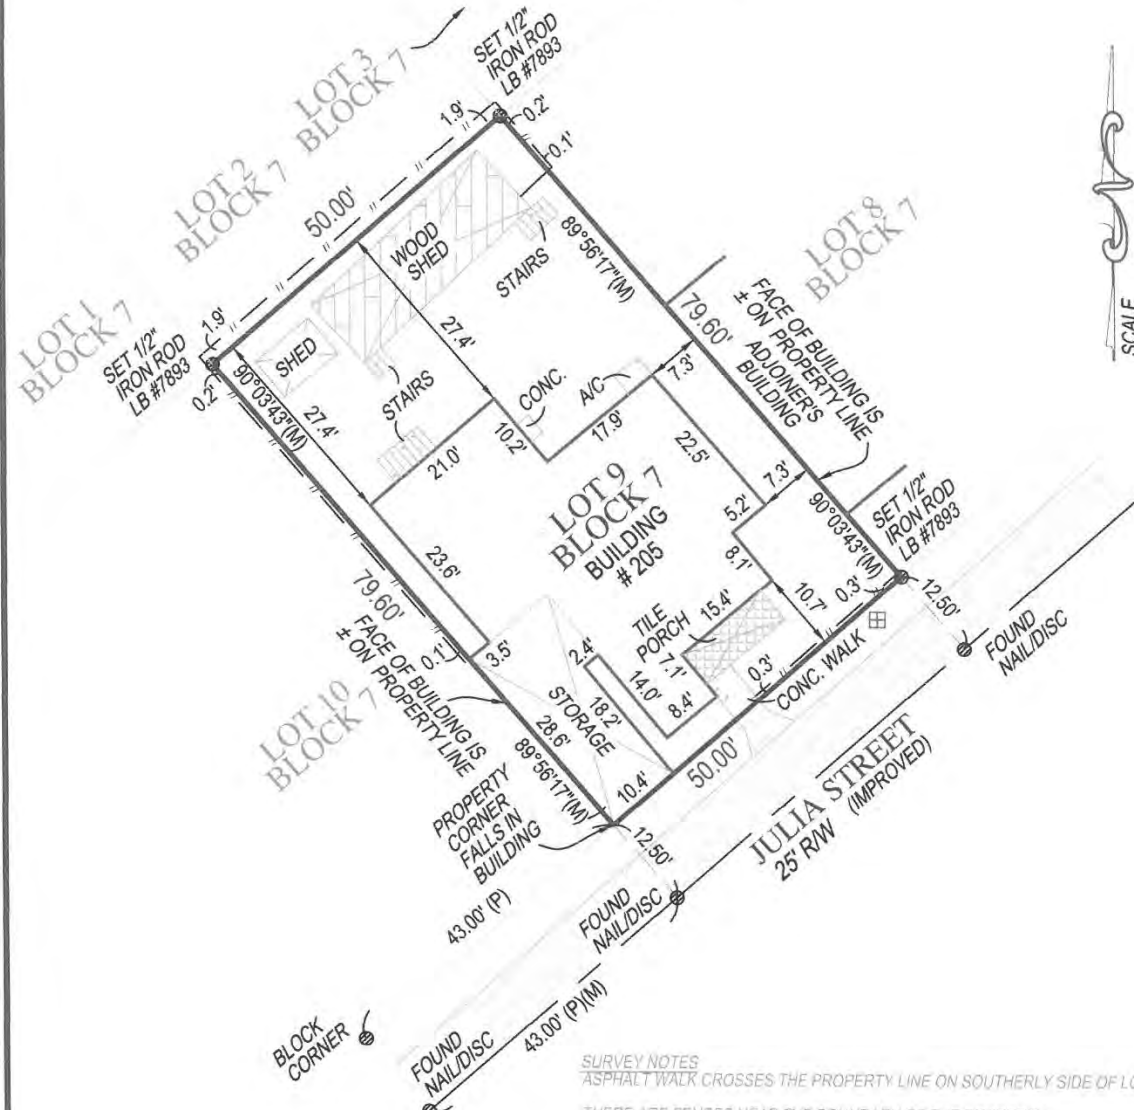 LOT 3
BLOCK 7
SET 1/2"
IRON ROD
LB #7893
1.9'
0.2'
0.1'
LOT 2
BLOCK 7
50.00'
WOOD
SHED
STAIRS
89°56'17"(M)
LOT 8
BLOCK 7
SCALE
LOT 1
BLOCK 7
SET 1/2"
IRON ROD
LB #7893
1.9'
0.2'
SHED
90°03'43"(M)
27.4'
27.4'
STAIRS
CONC.
A/C
79.60'
7.3'
FACE OF BUILDING IS
± ON PROPERTY LINE
ADJOINER'S
BUILDING
21.0'
10.2'
17.9'
22.5'
7.3'
5.2'
8.1'
LOT 9
BLOCK 7
BUILDING
# 205
90°03'43"(M)
SET 1/2"
IRON ROD
LB #7893
23.6'
79.60'
0.1'
3.5'
TILE
PORCH
15.4'
10.7'
0.3'
12.50'
FOUND
NAIL/DISC
FACE OF BUILDING IS
± ON PROPERTY LINE
LOT 10
BLOCK 7
2.4'
14.0'
7.1'
8.4'
18.2'
STORAGE
28.6'
0.3'
CONC. WALK
89°56'17"(M)
10.4'
50.00'
PROPERTY
CORNER
FALLS IN
BUILDING
12.50'
JULIA STREET
25' R/W (IMPROVED)
43.00' (P)
FOUND
NAIL/DISC
43.00' (P)(M)
BLOCK
CORNER
FOUND
NAIL/DISC
SURVEY NOTES
ASPHALT WALK CROSSES THE PROPERTY LINE ON SOUTHERLY SIDE OF LO